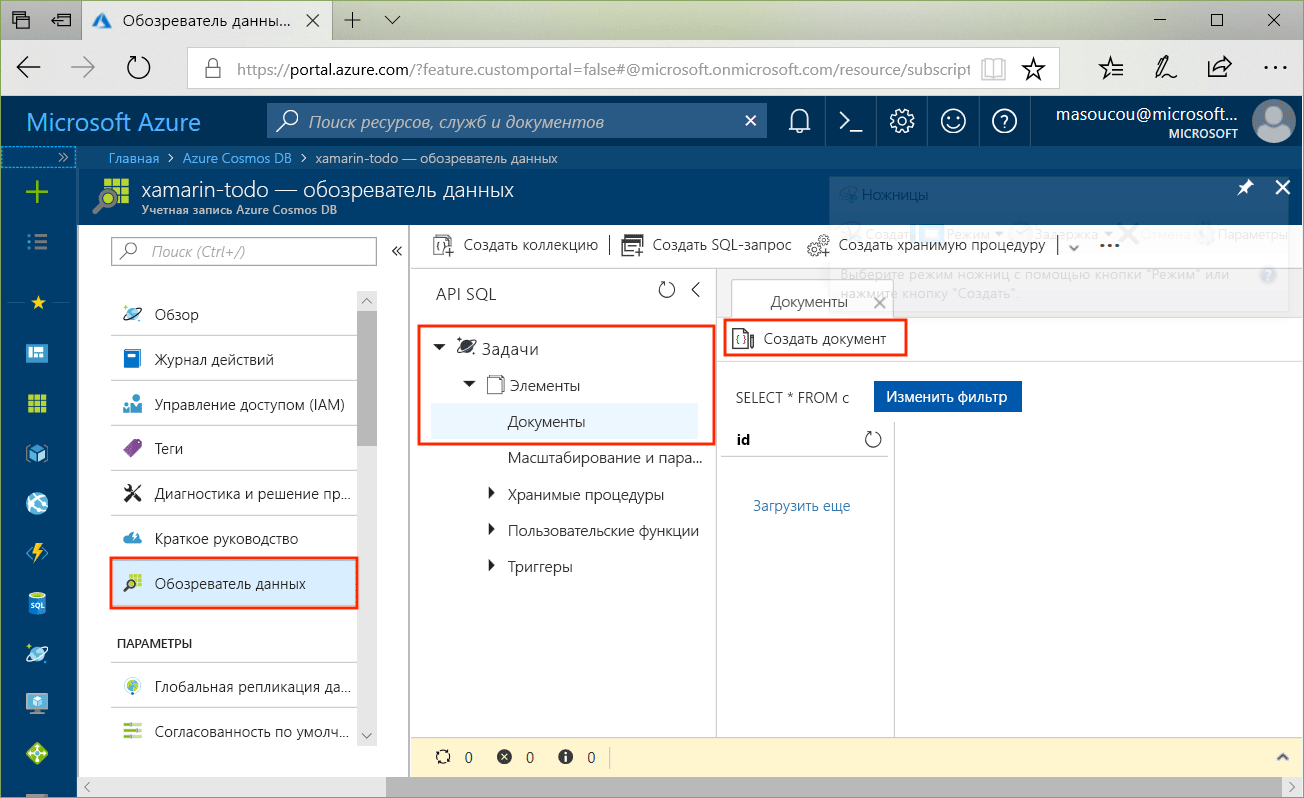 Обозреватель данны...
https://portal.azure.com/?feature.customportal=false#@microsoft.onmicrosoft.com/resource/subscript
Microsoft Azure
Поиск ресурсов, служб и документов
masoucou@microsoft...
MICROSOFT
Главная > Azure Cosmos DB > xamarin-todo — обозреватель данных
xamarin-todo — обозреватель данных
Учетная запись Azure Cosmos DB
Ножницы
Создать Режим Задержка Отмена Параметры
Выберите режим ножниц с помощью кнопки "Режим" или
нажмите кнопку "Создать".
Поиск (Ctrl+/)
Обзор
Журнал действий
Управление доступом (IAM)
Теги
Диагностика и решение пр...
Краткое руководство
Обозреватель данных
ПАРАМЕТРЫ
Глобальная репликация да...
Согласованность по умолч...
SQL
Создать коллекцию
Создать SQL-запрос
Создать хранимую процедуру
API SQL
Задачи
Элементы
Документы
Масштабирование и пара...
Хранимые процедуры
Пользовательские функции
Триггеры
Документы
Создать документ
SELECT * FROM c
Изменить фильтр
id
Загрузить еще
0 0 0